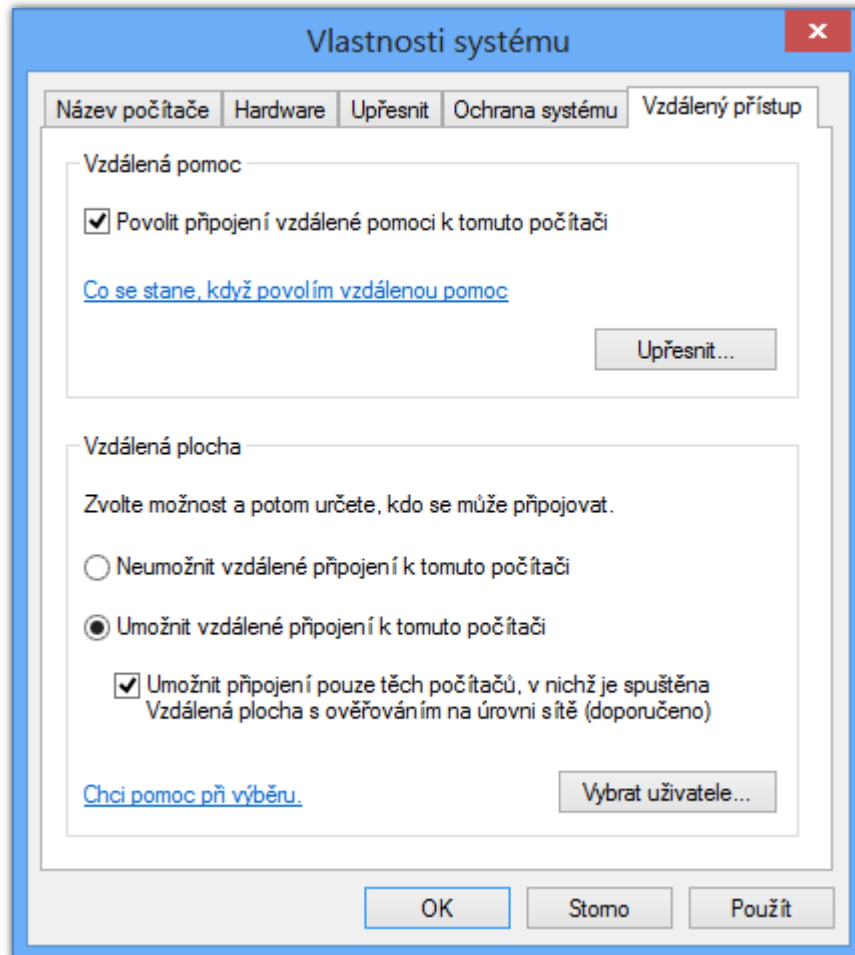 Vlastnosti systému
Název počítače Hardware Upřesnit Ochrana systému Vzdálený přístup
Vzdálená pomoc
Povolit připojení vzdálené pomoci k tomuto počítači
Co se stane, když povolím vzdálenou pomoc
Upřesnit...
Vzdálená plocha
Zvolte možnost a potom určete, kdo se může připojovat.
Neumožnit vzdálené připojení k tomuto počítači
Umožnit vzdálené připojení k tomuto počítači
Umožnit připojení pouze těch počítačů, v nichž je spuštěna
Vzdálená plocha s ověřováním na úrovni sítě (doporučeno)
Chci pomoc při výběru. Vybrat uživatele...
OK Storno Použít